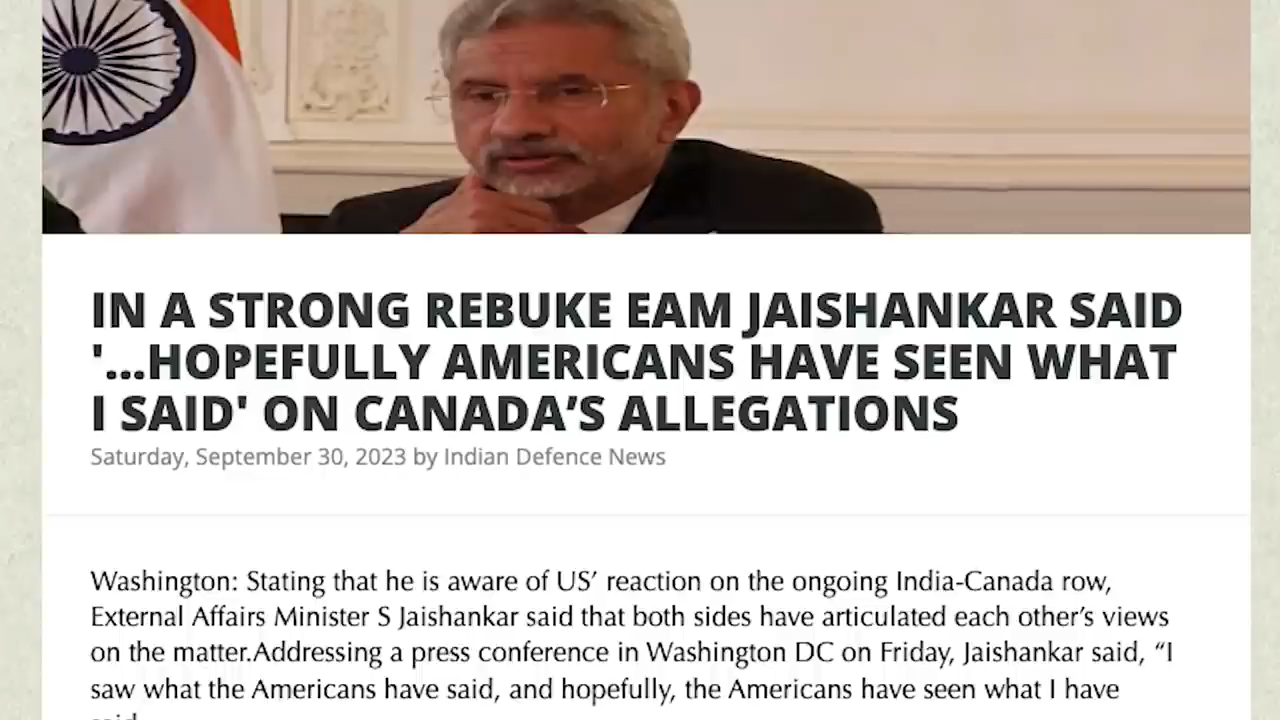 IN A STRONG REBUKE EAM JAISHANKAR SAID
'...HOPEFULLY AMERICANS HAVE SEEN WHAT
I SAID' ON CANADA’S ALLEGATIONS
Saturday, September 30, 2023 by Indian Defence News
Washington: Stating that he is aware of US’ reaction on the ongoing India-Canada row,
External Affairs Minister S Jaishankar said that both sides have articulated each other’s views
on the matter.Addressing a press conference in Washington DC on Friday, Jaishankar said, “I
saw what the Americans have said, and hopefully, the Americans have seen what I have